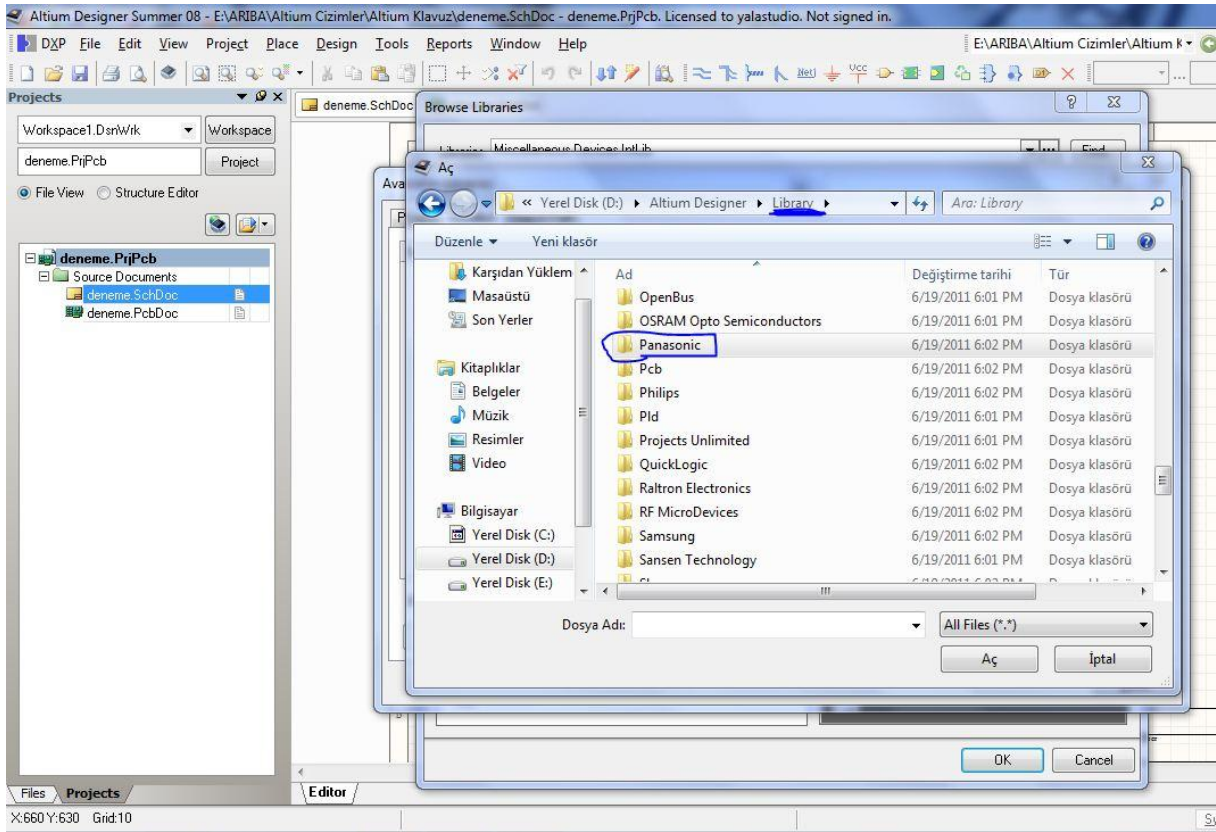 Altium Designer Summer 08 - E:\ARIBA\Altium Cizimler\Altium Klavuz\deneme.SchDoc - deneme.PrjPcb. Licensed to yalastudio. Not signed in.
DXP File Edit View Project Place Design Tools Reports Window Help
E:\ARIBA\Altium Cizimler\Altium K
Net Vcc
Projects
deneme.SchDoc
Browse Libraries
Workspace1.DsnWrk Workspace
Miscellaneous Devices.IntLib Find
deneme.PrjPcb Project
Aç
Ava
File View Structure Editor
« Yerel Disk (D:) Altium Designer Library
Ara: Library
Düzenle Yeni klasör
deneme.PrjPcb
Source Documents
deneme.SchDoc
deneme.PcbDoc
Karşıdan Yüklem
Masaüstü
Son Yerler
Kitaplıklar
Belgeler
Müzik
Resimler
Video
Bilgisayar
Yerel Disk (C:)
Yerel Disk (D:)
Yerel Disk (E:)
Ad Değiştirme tarihi Tür
OpenBus 6/19/2011 6:01 PM Dosya klasörü
OSRAM Opto Semiconductors 6/19/2011 6:01 PM Dosya klasörü
Panasonic 6/19/2011 6:02 PM Dosya klasörü
Pcb 6/19/2011 6:02 PM Dosya klasörü
Philips 6/19/2011 6:02 PM Dosya klasörü
Pld 6/19/2011 6:01 PM Dosya klasörü
Projects Unlimited 6/19/2011 6:01 PM Dosya klasörü
QuickLogic 6/19/2011 6:02 PM Dosya klasörü
Raltron Electronics 6/19/2011 6:02 PM Dosya klasörü
RF MicroDevices 6/19/2011 6:02 PM Dosya klasörü
Samsung 6/19/2011 6:02 PM Dosya klasörü
Sansen Technology 6/19/2011 6:01 PM Dosya klasörü
Dosya Adı: All Files (*.*)
Aç İptal
OK Cancel
Files Projects
Editor
X:660 Y:630 Grid:10